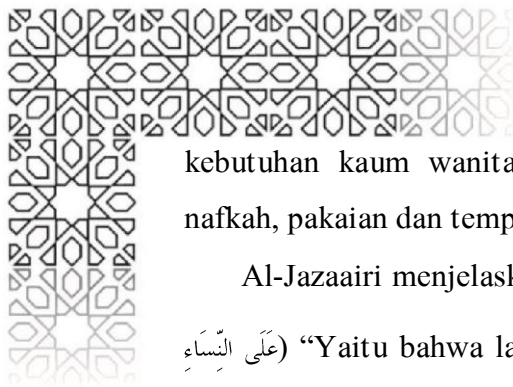 kebutuhan kaum wanita
nafkah, pakaian dan temp
Al-Jazaairi menjelask
(عَلَى النِّسَاءِ “Yaitu bahwa la